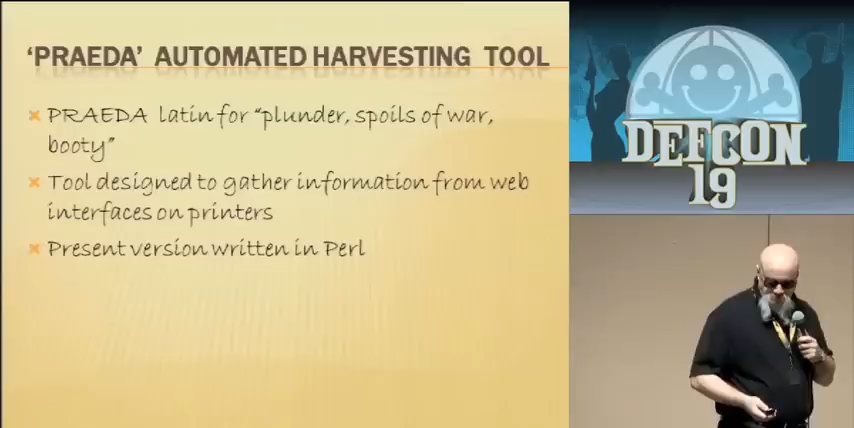 'PRAEDA' AUTOMATED HARVESTING TOOL
PRAEDA latin for "plunder, spoils of war,
booty"
Tool designed to gather information from web
interfaces on printers
Present version written in Perl
DEFCON
19